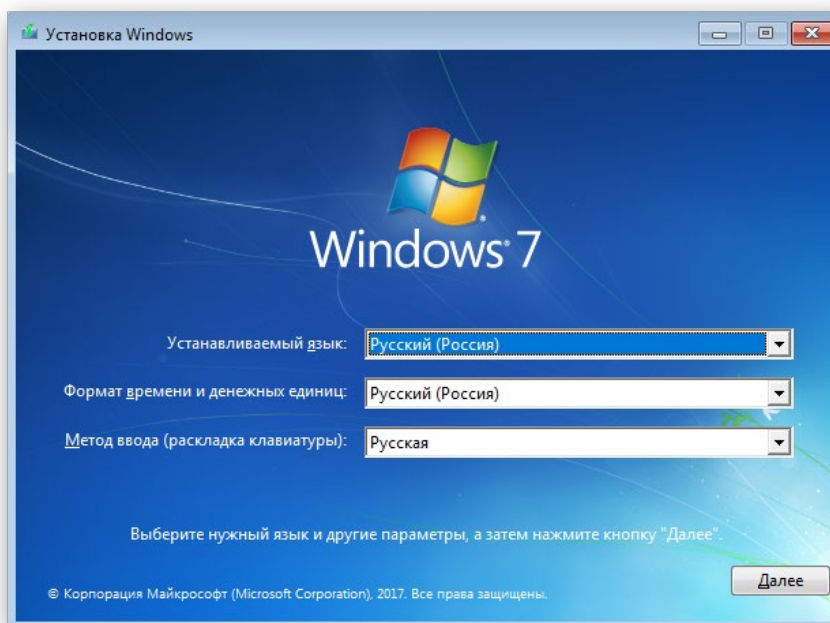 Установка Windows
Windows® 7
Устанавливаемый язык: Русский (Россия)
Формат времени и денежных единиц: Русский (Россия)
Метод ввода (раскладка клавиатуры): Русская
Выберите нужный язык и другие параметры, а затем нажмите кнопку "Далее".
Далее
© Корпорация Майкрософт (Microsoft Corporation), 2017. Все права защищены.